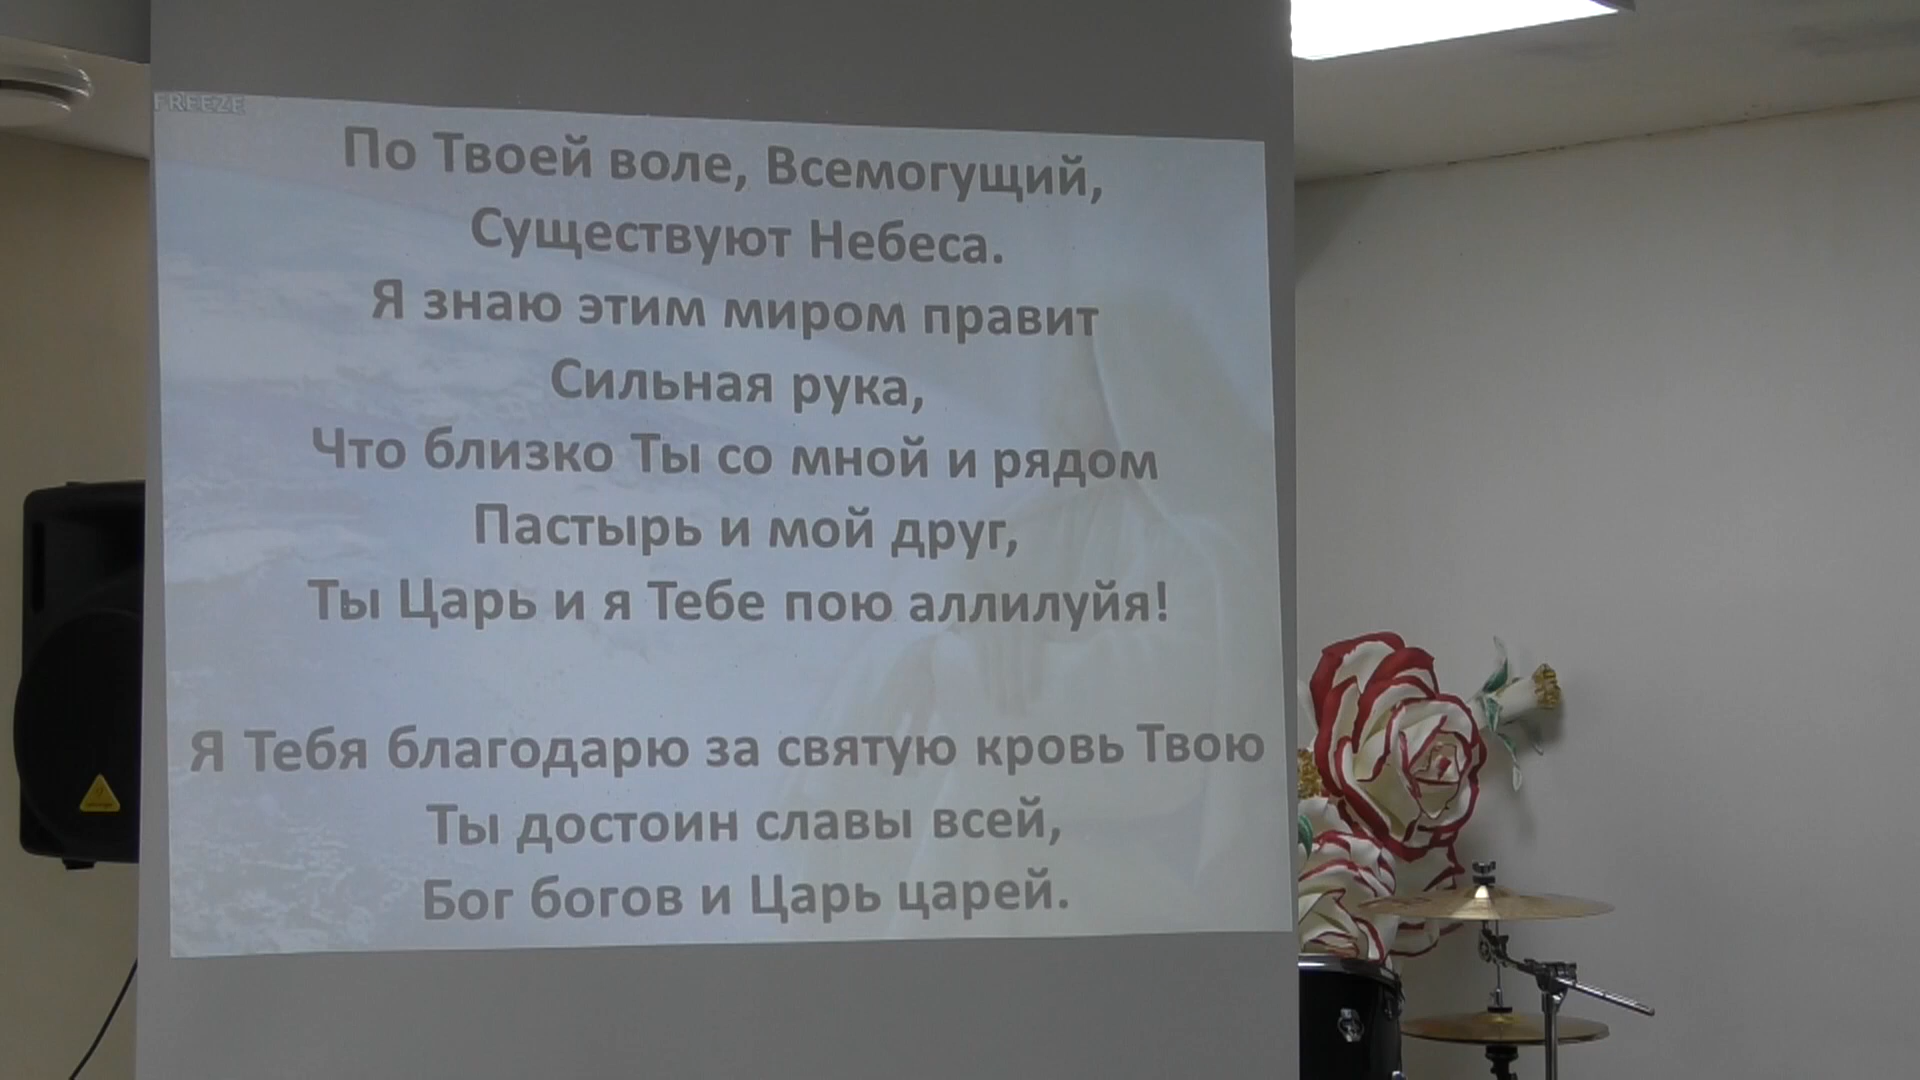 FREEZE
По Твоей воле, Всемогущий,
Существуют Небеса.
Я знаю этим миром правит
Сильная рука,
Что близко Ты со мной и рядом
Пастырь и мой друг,
Ты Царь и я Тебе пою аллилуйя!
Я Тебя благодарю за святую кровь Твою
Ты достоин славы всей,
Бог богов и Царь царей.